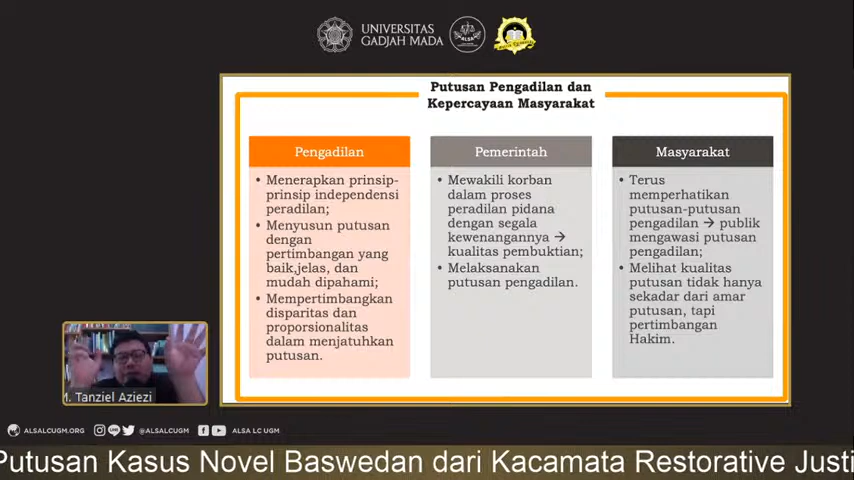 UNIVERSITAS
GADJAH MADA
ALSA
Putusan Pengadilan dan
Kepercayaan Masyarakat
Pengadilan
• Menerapkan prinsip-
prinsip independensi
peradilan;
• Menyusun putusan
dengan
pertimbangan yang
baik,jelas, dan
mudah dipahami;
• Mempertimbangkan
disparitas dan
proporsionalitas
dalam menjatuhkan
putusan.
Pemerintah
• Mewakili korban
dalam proses
peradilan pidana
dengan segala
kewenangannya →
kualitas pembuktian;
• Melaksanakan
putusan pengadilan.
Masyarakat
• Terus
memperhatikan
putusan-putusan
pengadilan → publik
mengawasi putusan
pengadilan;
• Melihat kualitas
putusan tidak hanya
sekadar dari amar
putusan, tapi
pertimbangan
Hakim.
M. Tanziel Aziezi
ALSALCUGM.ORG
@ALSALCUGM
ALSA LC UGM
Putusan Kasus Novel Baswedan dari Kacamata Restorative Justi